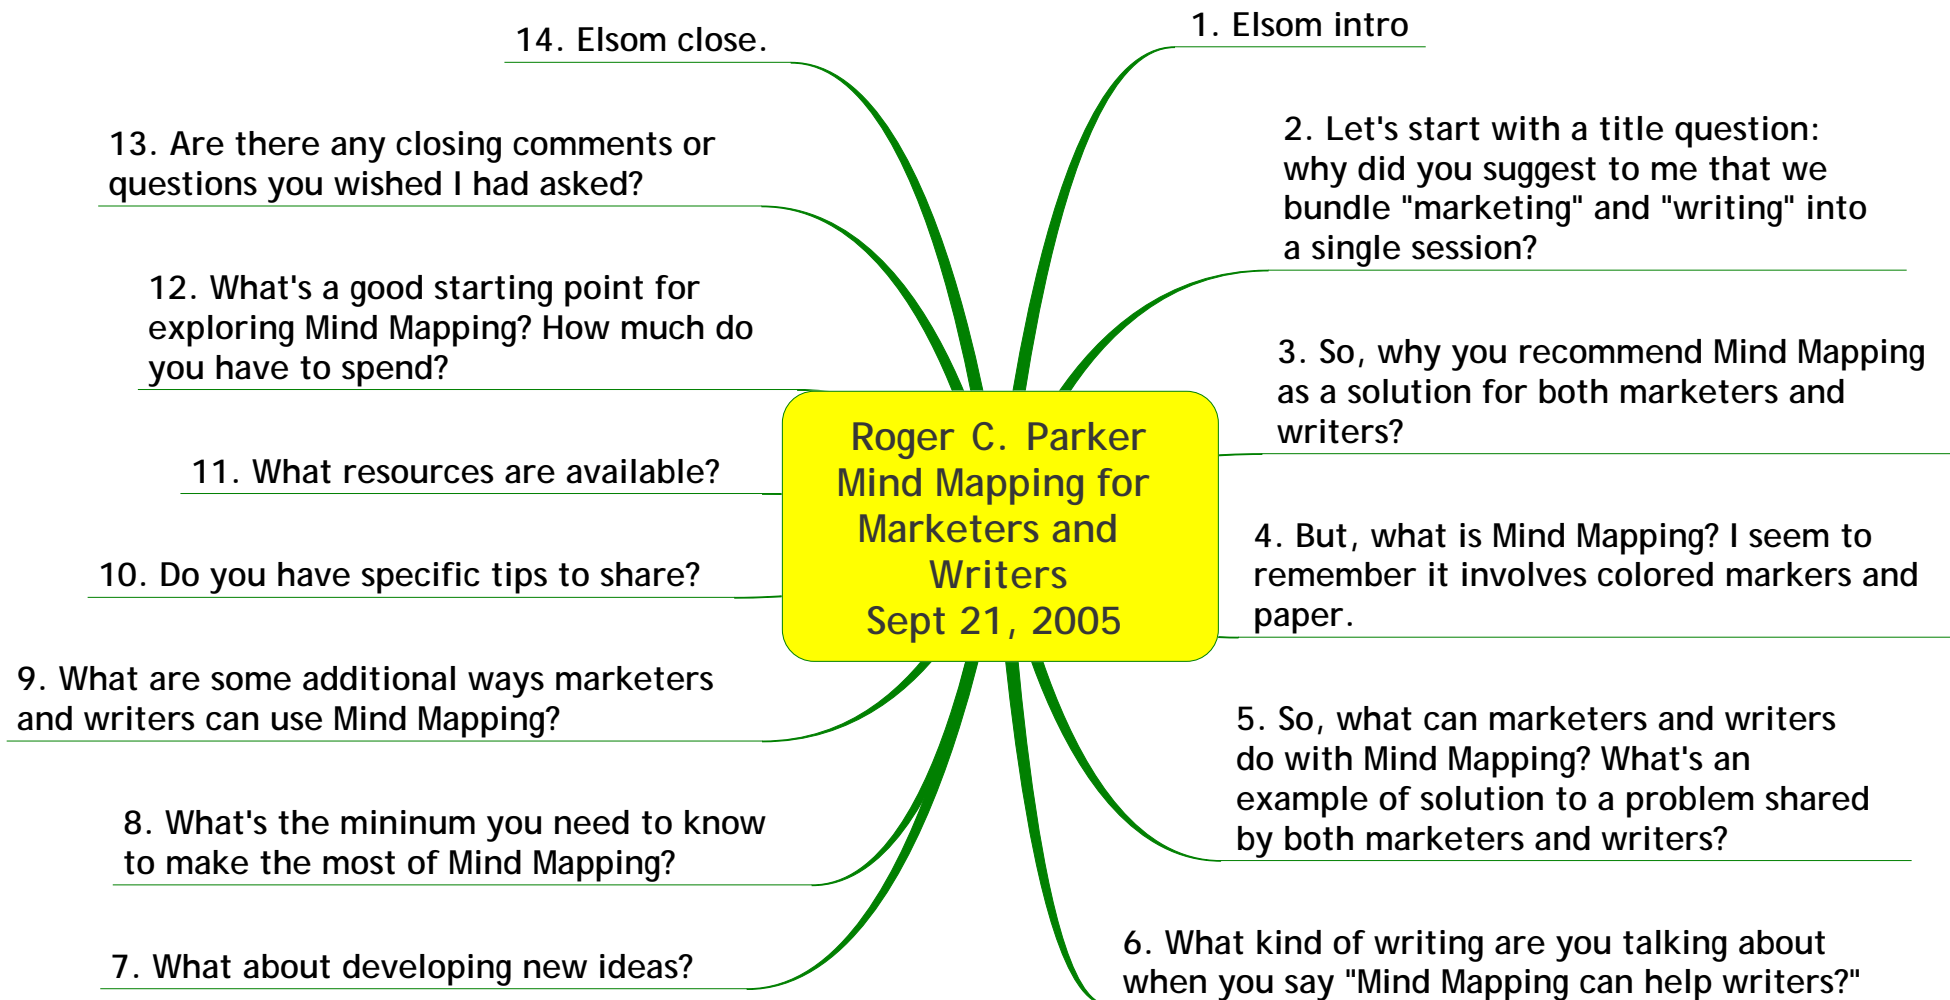 Roger C. Parker
Mind Mapping for
Marketers and
Writers
Sept 21, 2005
1. Elsom intro
2. Let's start with a title question:
why did you suggest to me that we
bundle "marketing" and "writing" into
a single session?
3. So, why you recommend Mind Mapping
as a solution for both marketers and
writers?
4. But, what is Mind Mapping? I seem to
remember it involves colored markers and
paper.
5. So, what can marketers and writers
do with Mind Mapping? What's an
example of solution to a problem shared
by both marketers and writers?
6. What kind of writing are you talking about
when you say "Mind Mapping can help writers?"
7. What about developing new ideas?
8. What's the mininum you need to know
to make the most of Mind Mapping?
9. What are some additional ways marketers
and writers can use Mind Mapping?
10. Do you have specific tips to share?
11. What resources are available?
12. What's a good starting point for
exploring Mind Mapping? How much do
you have to spend?
13. Are there any closing comments or
questions you wished I had asked?
14. Elsom close.